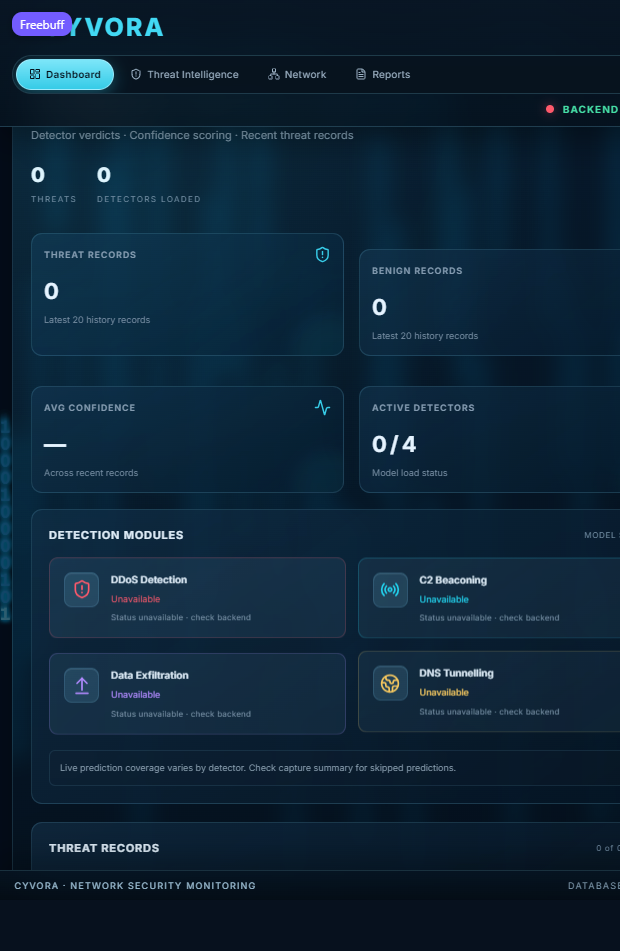 Freebuff
YVORA
Dashboard
Threat Intelligence
Network
Reports
BACKEND
Detector verdicts · Confidence scoring · Recent threat records
0
0
THREATS
DETECTORS LOADED
THREAT RECORDS
0
Latest 20 history records
BENIGN RECORDS
0
Latest 20 history records
AVG CONFIDENCE
—
Across recent records
ACTIVE DETECTORS
0/4
Model load status
DETECTION MODULES
MODEL
DDoS Detection
Unavailable
Status unavailable · check backend
C2 Beaconing
Unavailable
Status unavailable · check backend
Data Exfiltration
Unavailable
Status unavailable · check backend
DNS Tunnelling
Unavailable
Status unavailable · check backend
Live prediction coverage varies by detector. Check capture summary for skipped predictions.
THREAT RECORDS
0 of
CYVORA · NETWORK SECURITY MONITORING
DATABASE